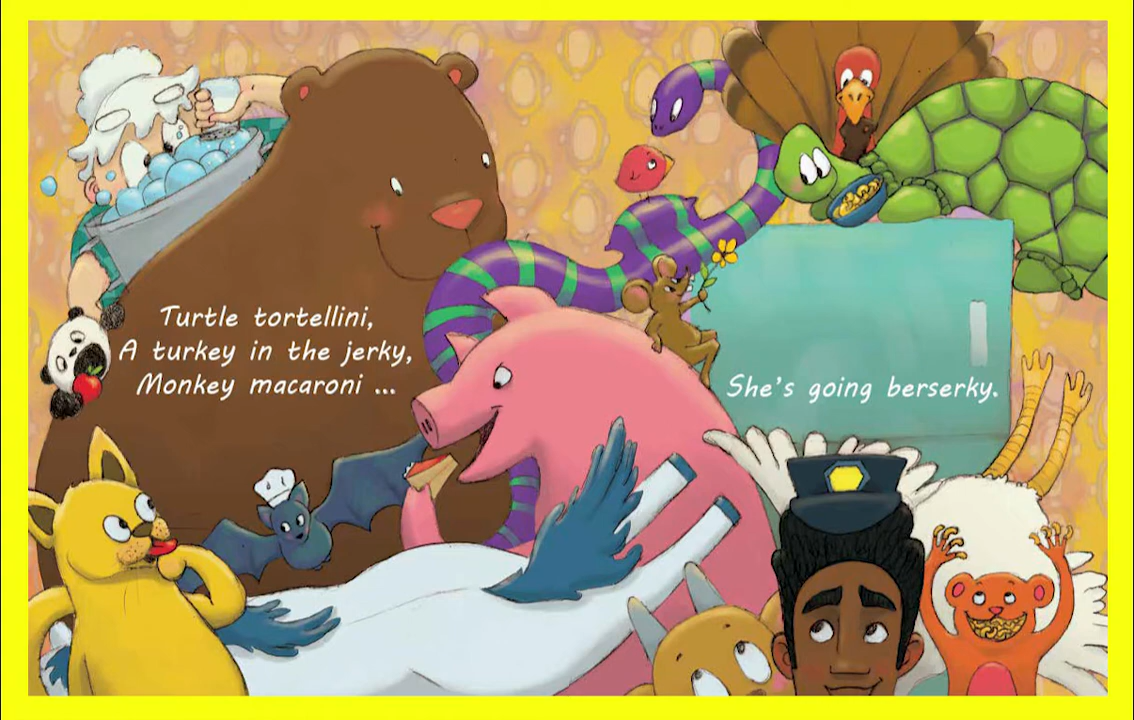 Turtle tortellini,
A turkey in the jerky,
Monkey macaroni ...
She's going berserky.